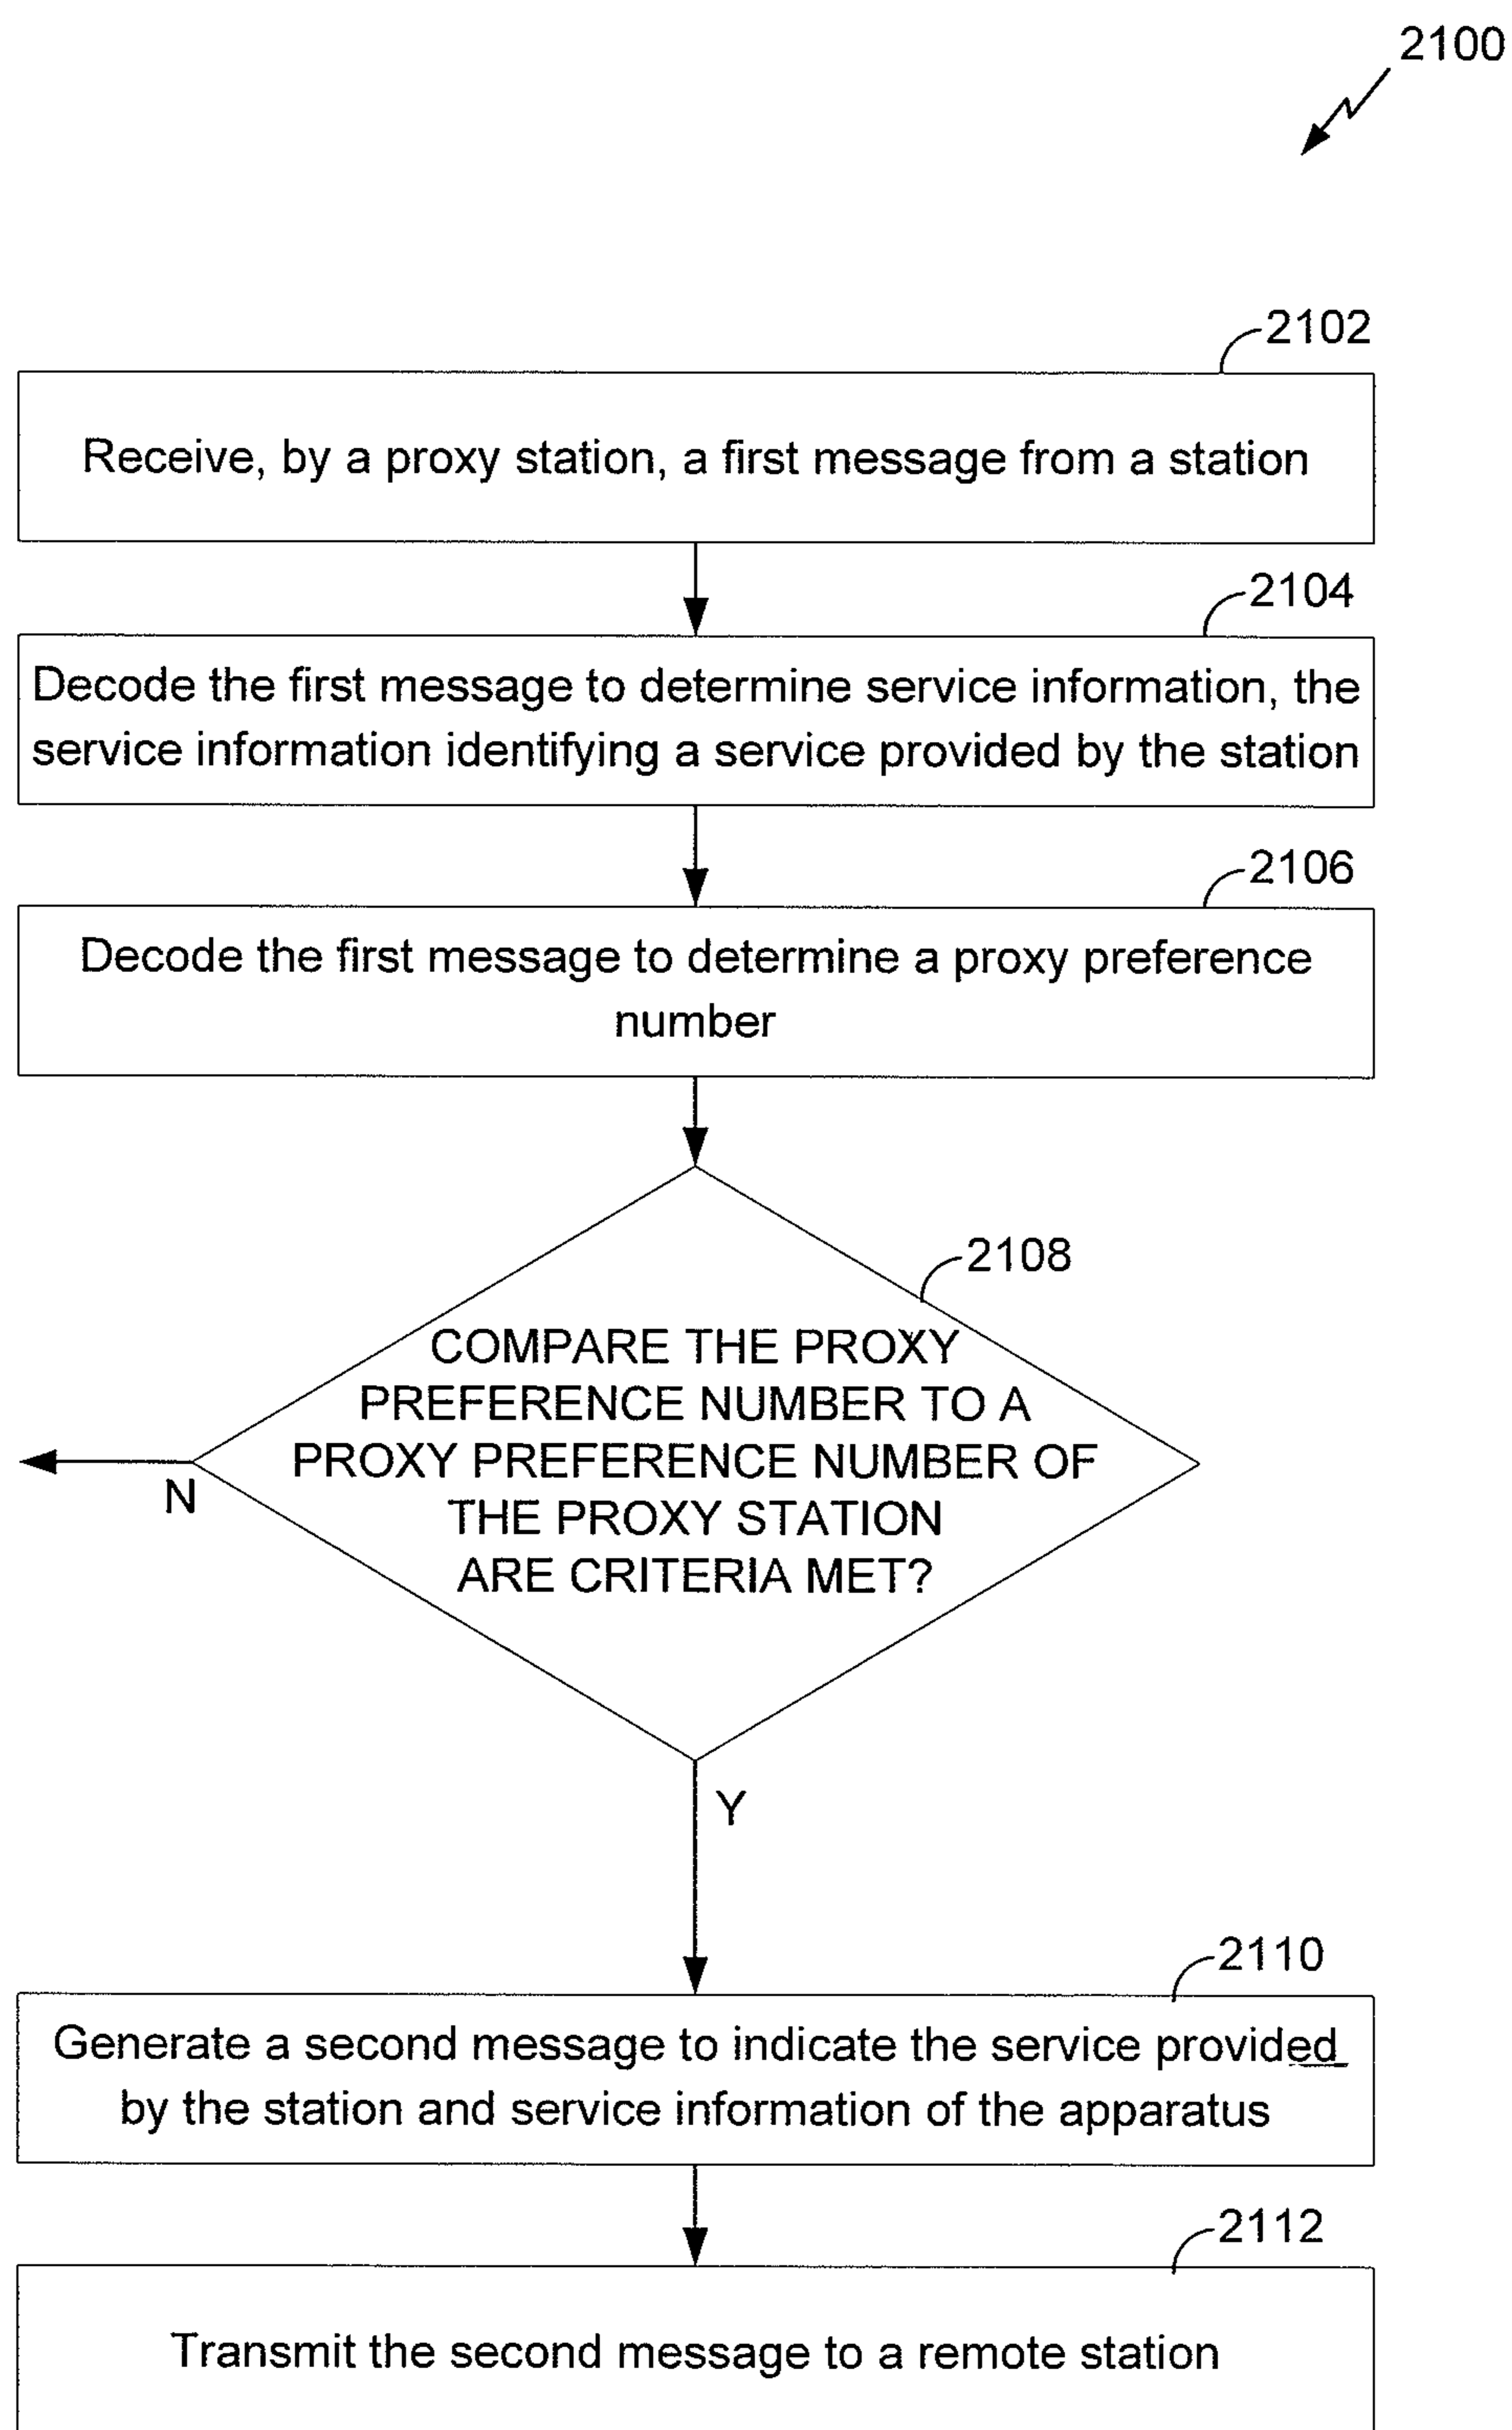 2100
2102
Receive, by a proxy station, a first message from a station
2104
Decode the first message to determine service information, the
service information identifying a service provided by the station
2106
Decode the first message to determine a proxy preference
number
2108
COMPARE THE PROXY
PREFERENCE NUMBER TO A
PROXY PREFERENCE NUMBER OF
THE PROXY STATION
ARE CRITERIA MET?
N
Y
2110
Generate a second message to indicate the service provided
by the station and service information of the apparatus
2112
Transmit the second message to a remote station